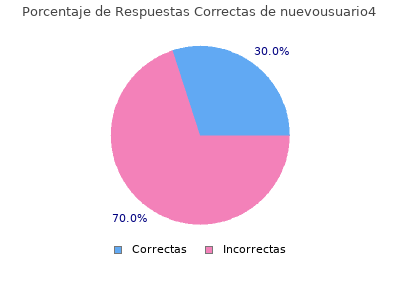 Porcentaje de Respuestas Correctas de nuevousuario4
30.0%
70.0%
Correctas
Incorrectas